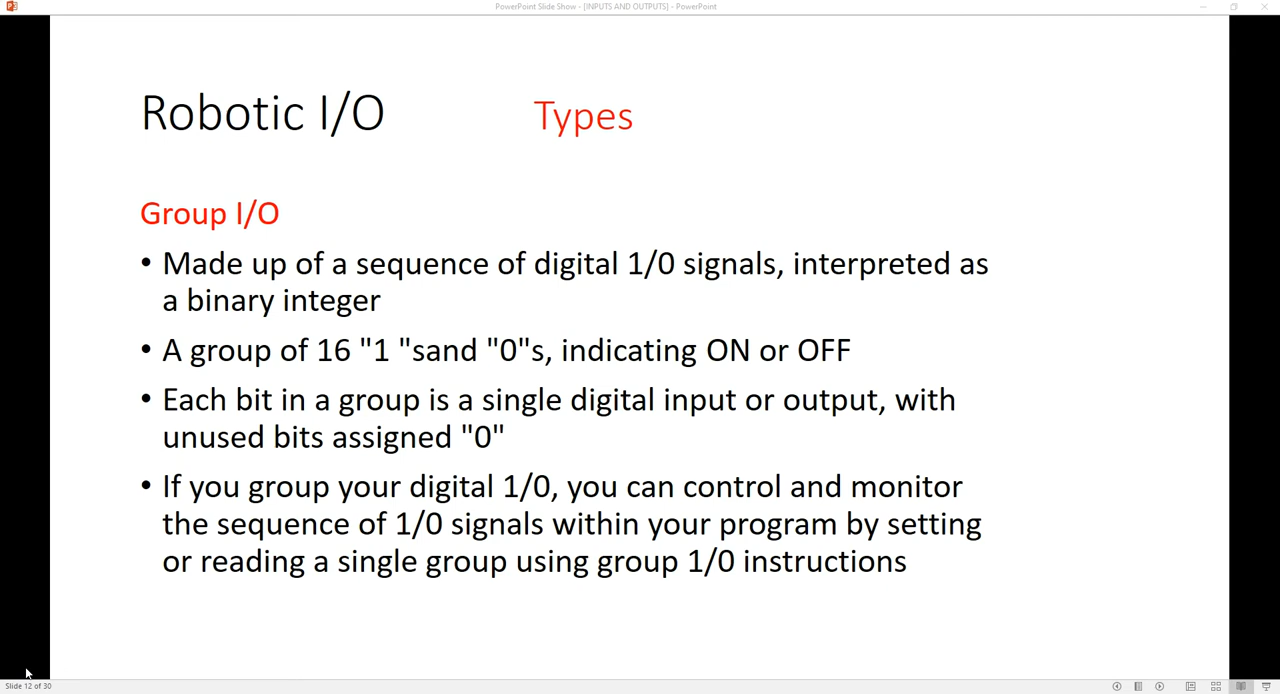 PowerPoint Slide Show - [INPUTS AND OUTPUTS] - PowerPoint
Robotic I/O Types
Group I/O
• Made up of a sequence of digital 1/0 signals, interpreted as
a binary integer
• A group of 16 "1 "sand "0"s, indicating ON or OFF
• Each bit in a group is a single digital input or output, with
unused bits assigned "0"
• If you group your digital 1/0, you can control and monitor
the sequence of 1/0 signals within your program by setting
or reading a single group using group 1/0 instructions
Slide 12 of 30